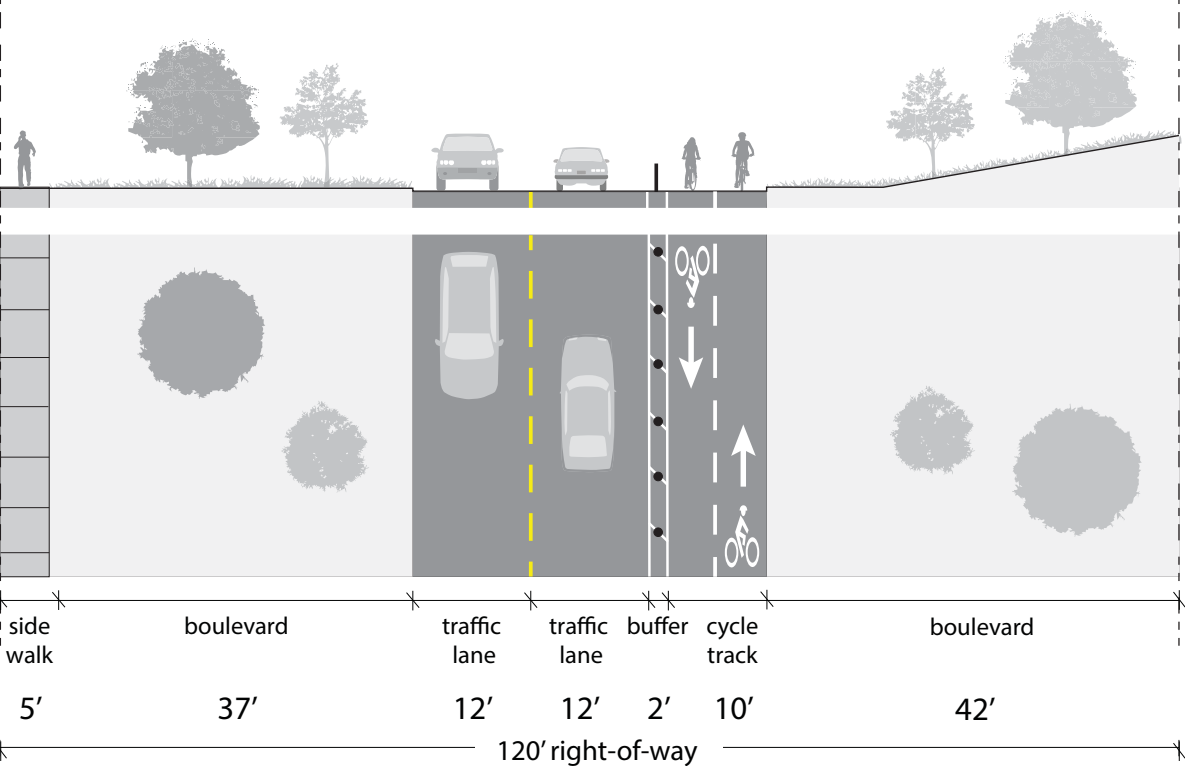 side
walk
boulevard
traffic
lane
traffic
lane
buffer
cycle
track
boulevard
5’
37’
12’
12’
2’
10’
42’
120’ right-of-way